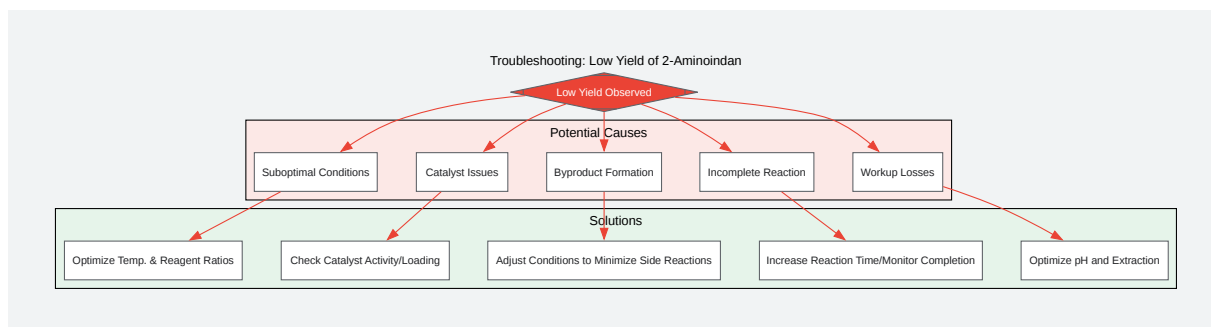 Troubleshooting: Low Yield of 2-Aminoindan
Low Yield Observed
Potential Causes
Suboptimal Conditions
Catalyst Issues
Byproduct Formation
Incomplete Reaction
Workup Losses
Solutions
Optimize Temp. & Reagent Ratios
Check Catalyst Activity/Loading
Adjust Conditions to Minimize Side Reactions
Increase Reaction Time/Monitor Completion
Optimize pH and Extraction